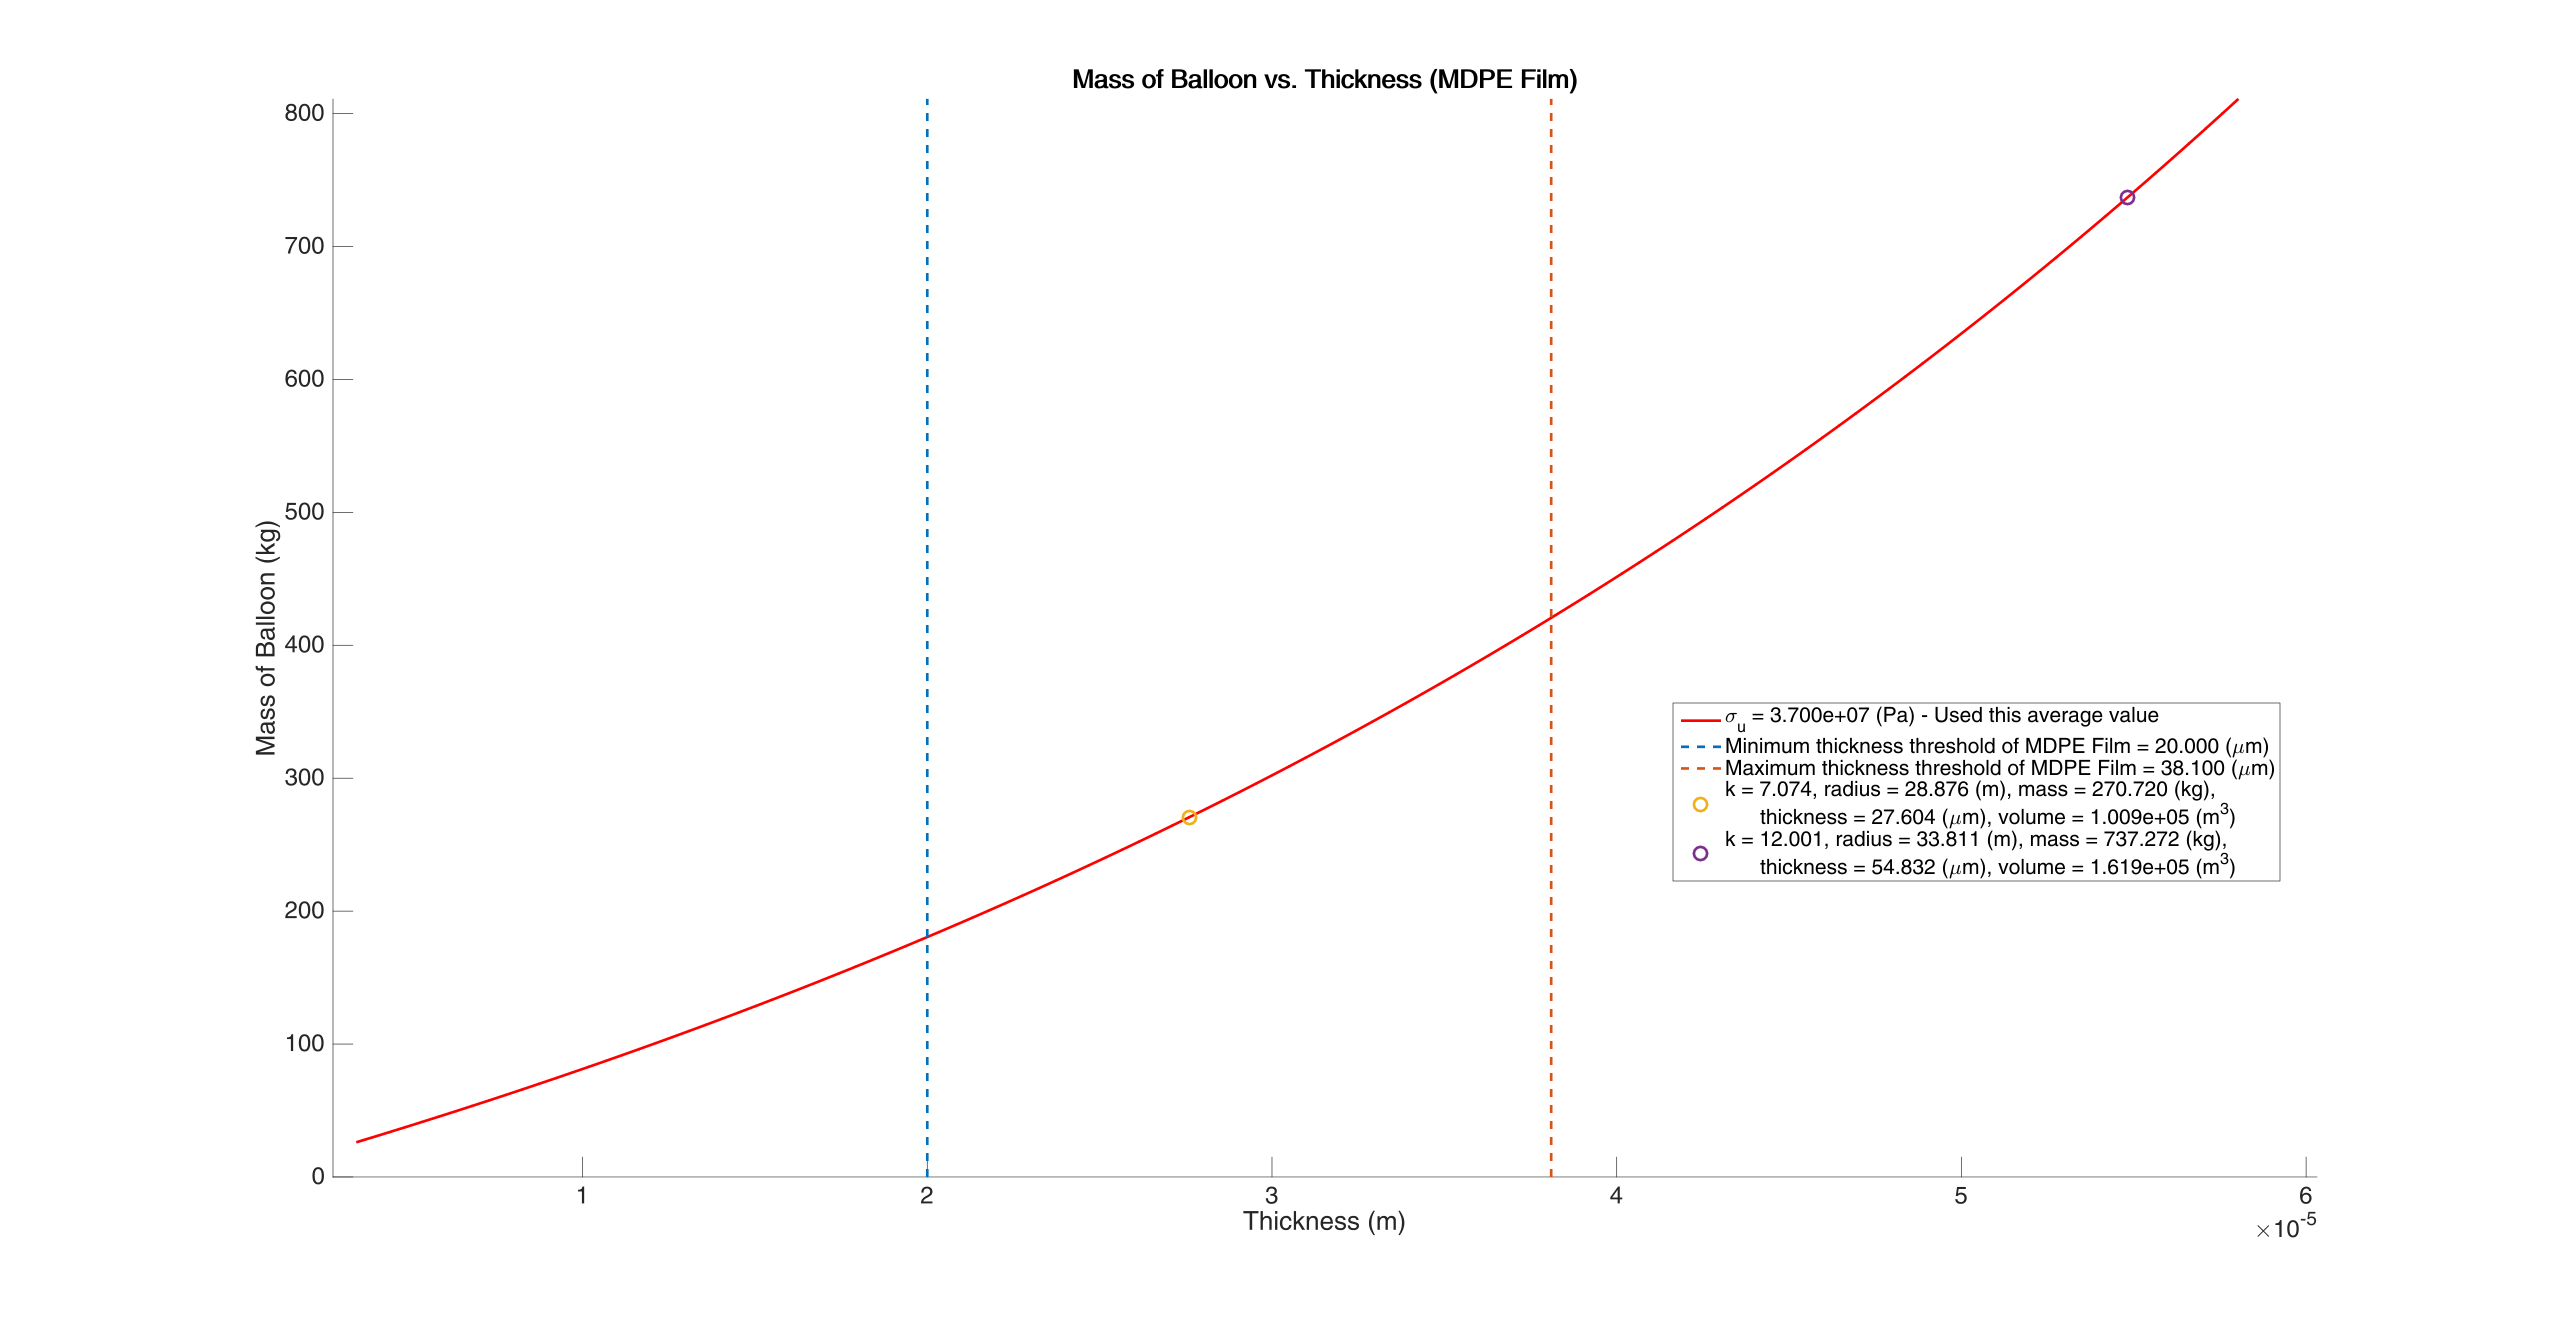 Mass of Balloon vs. Thickness (MDPE Film)
Mass of Balloon (kg)
800
700
600
500
400
300
200
100
0
σu = 3.700e+07 (Pa) - Used this average value
Minimum thickness threshold of MDPE Film = 20.000 (μm)
Maximum thickness threshold of MDPE Film = 38.100 (μm)
k = 7.074, radius = 28.876 (m), mass = 270.720 (kg),
thickness = 27.604 (μm), volume = 1.009e+05 (m³)
k = 12.001, radius = 33.811 (m), mass = 737.272 (kg),
thickness = 54.832 (μm), volume = 1.619e+05 (m³)
1 2 3 4 5 6
Thickness (m)
×10⁻⁵